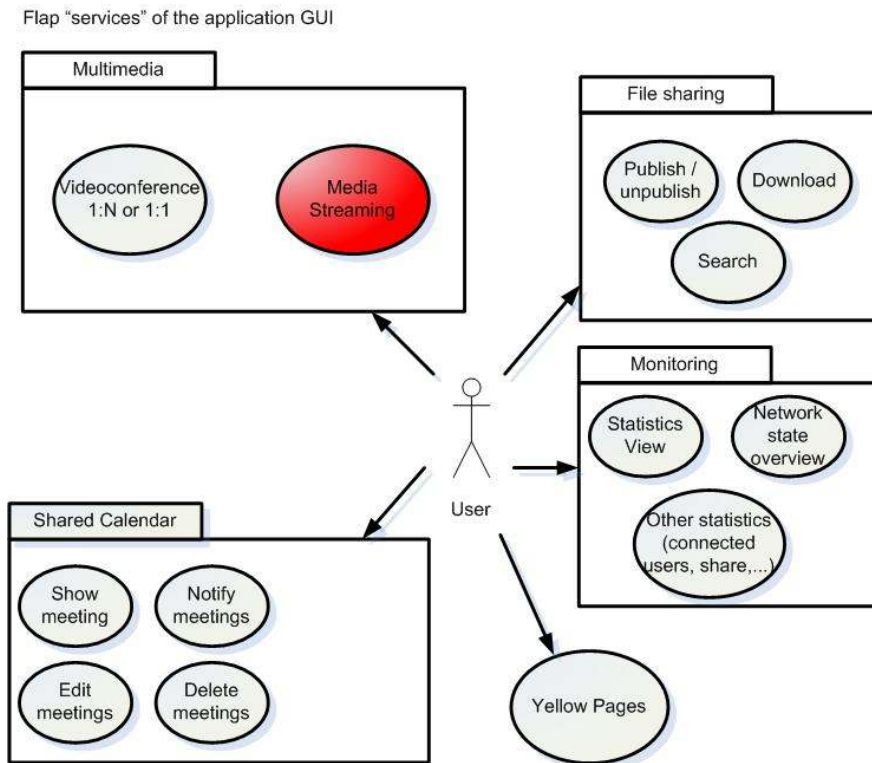 Flap “services” of the application GUI
Multimedia
Videoconference
1:N or 1:1
Media
Streaming
File sharing
Publish /
unpublish
Download
Search
Monitoring
Statistics
View
Network
state
overview
Other statistics
(connected
users, share,...)
User
Shared Calendar
Show
meeting
Notify
meetings
Edit
meetings
Delete
meetings
Yellow Pages